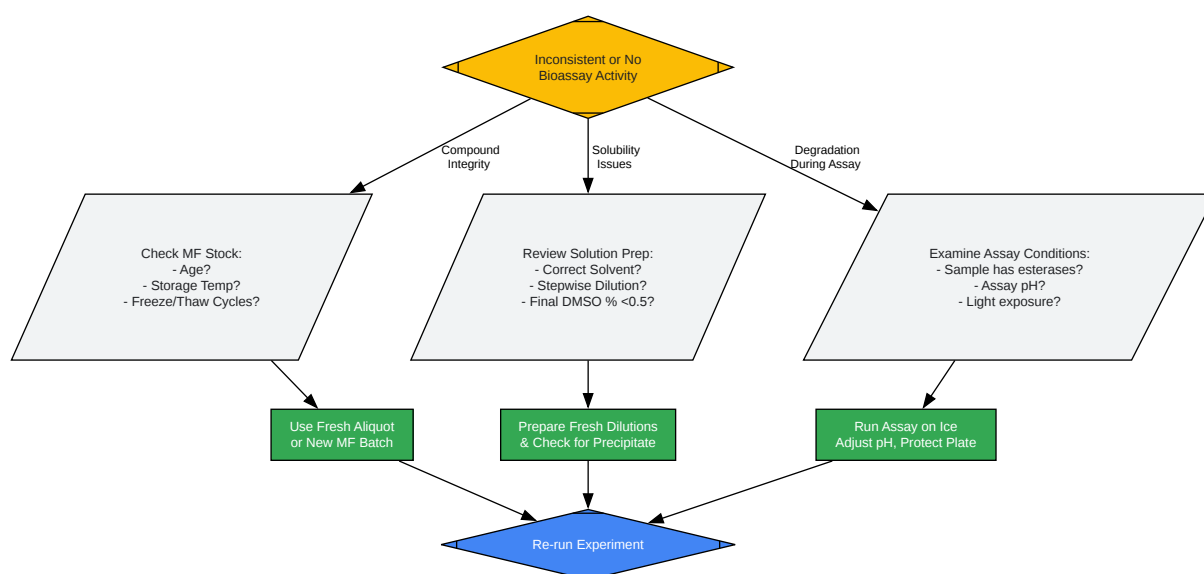 Inconsistent or No
Bioassay Activity
Compound
Integrity
Solubility
Issues
Degradation
During Assay
Check MF Stock:
- Age?
- Storage Temp?
- Freeze/Thaw Cycles?
Review Solution Prep:
- Correct Solvent?
- Stepwise Dilution?
- Final DMSO % <0.5?
Examine Assay Conditions:
- Sample has esterases?
- Assay pH?
- Light exposure?
Use Fresh Aliquot
or New MF Batch
Prepare Fresh Dilutions
& Check for Precipitate
Run Assay on Ice
Adjust pH, Protect Plate
Re-run Experiment